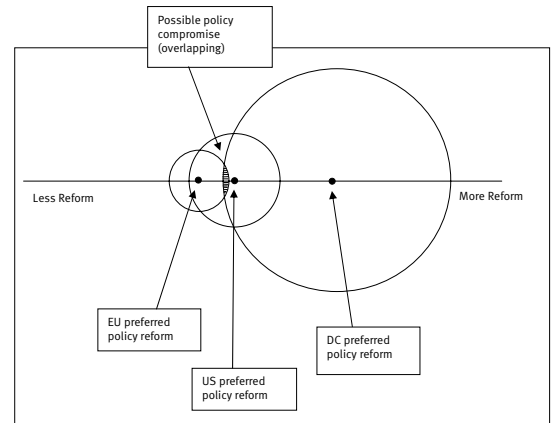 Possible policy
compromise
(overlapping)
Less Reform
More Reform
EU preferred
policy reform
US preferred
policy reform
DC preferred
policy reform